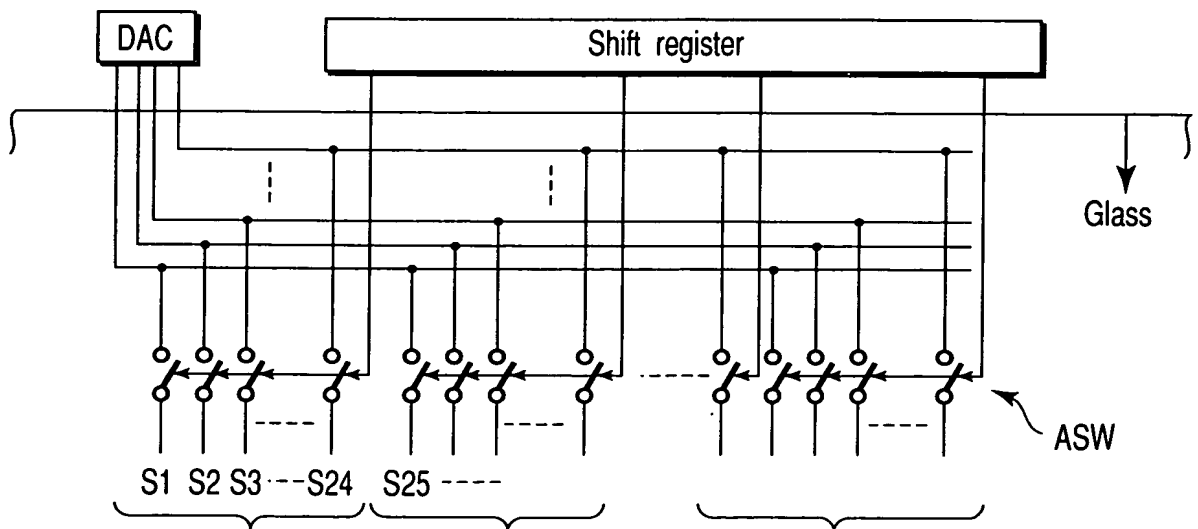 DAC
Shift register
Glass
ASW
S1 S2 S3 ---- S24 S25 -----